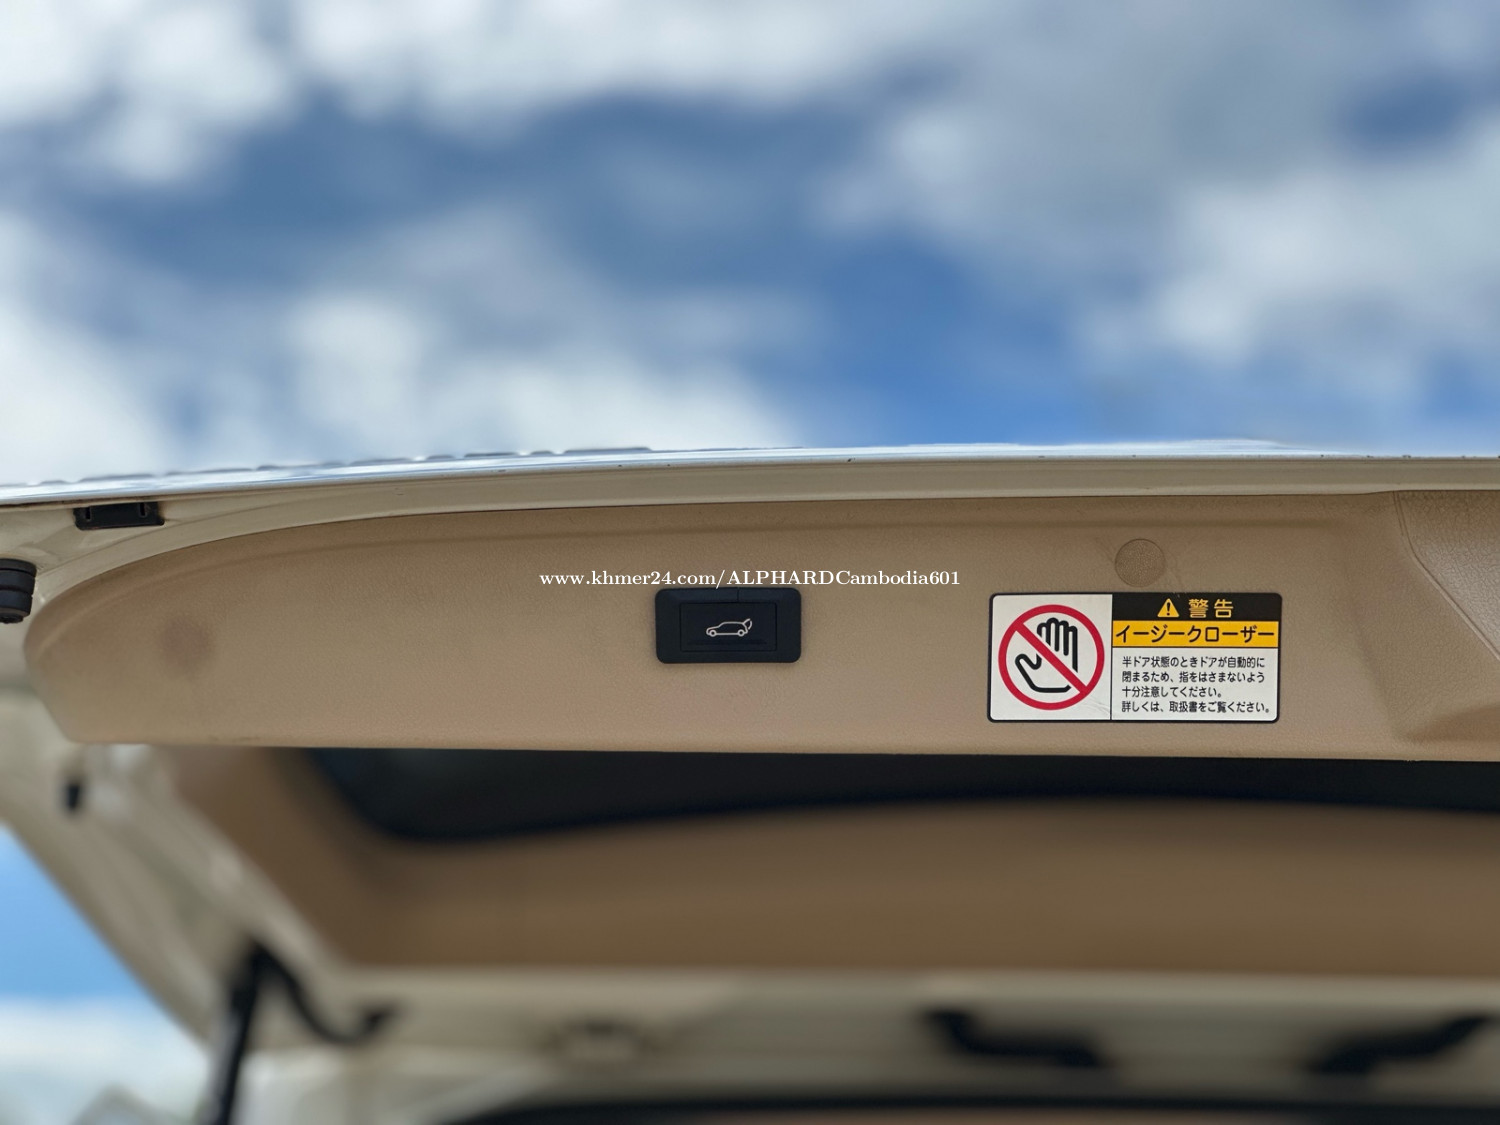 www.khmer24.com/ALPHARDCambodia601
警告
イージークローザー
半ドア状態のときドアが自動的に
閉まるため、指をはさまないよう
十分注意してください。
詳しくは、取扱書をご覧ください。